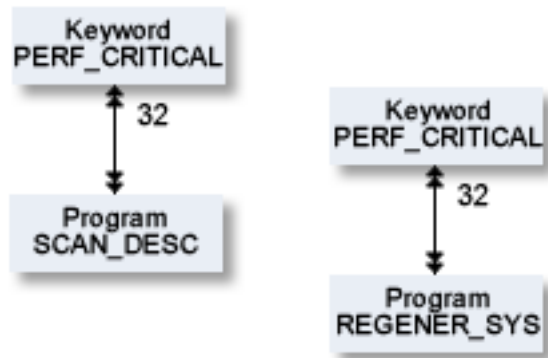 Keyword
PERF_CRITICAL
32
Program
SCAN_DESC
Keyword
PERF_CRITICAL
32
Program
REGENER_SYS